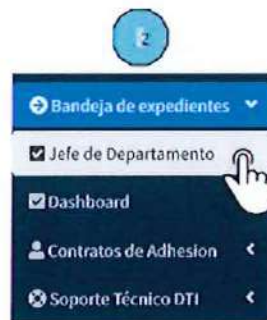 2
Bandeja de expedientes
Jefe de Departamento
Dashboard
Contratos de Adhesion
Soporte Técnico DTI